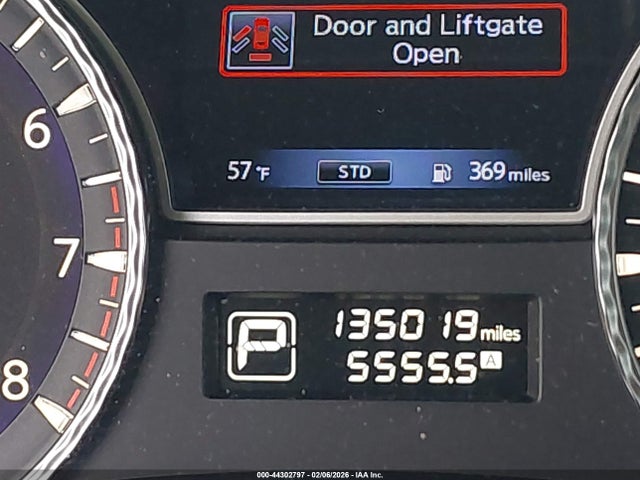 Door and Liftgate
Open
57 °F STD 369 miles
6
7
8
P
135019 miles
5555.5 A
000-44302797 - 02/06/2026 - IAA Inc.